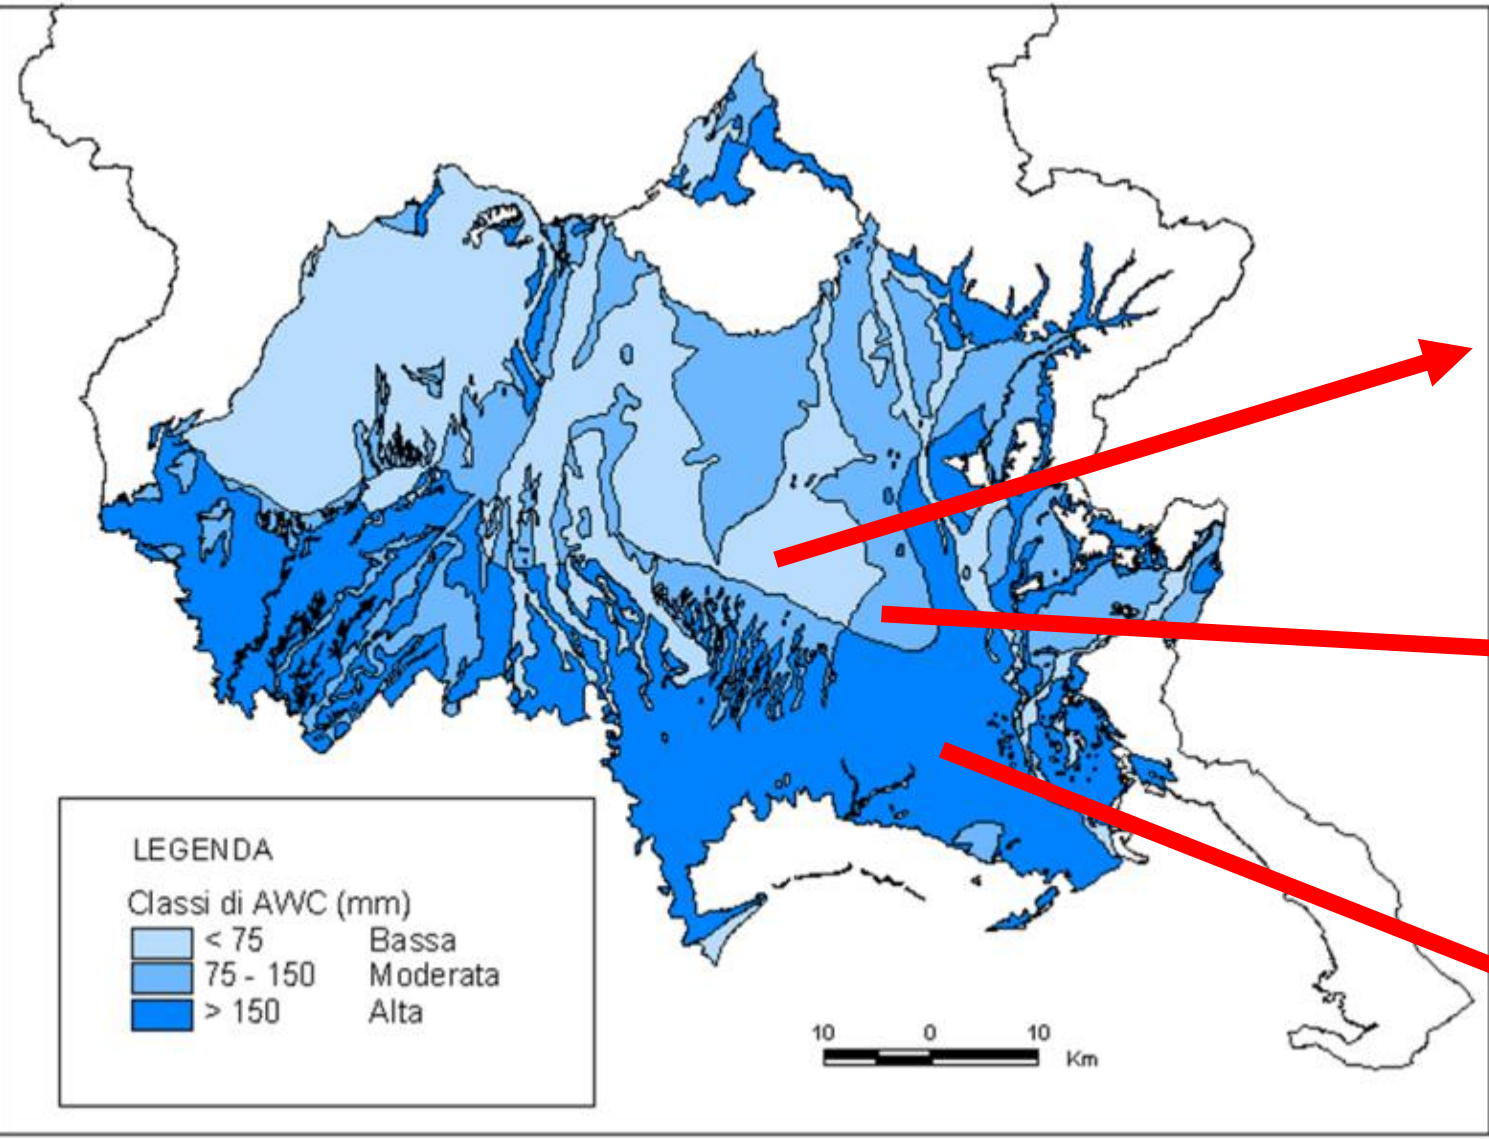 LEGENDA
Classi di AWC (mm)
< 75 Bassa
75 - 150 Moderata
> 150 Alta
10 0 10
Km